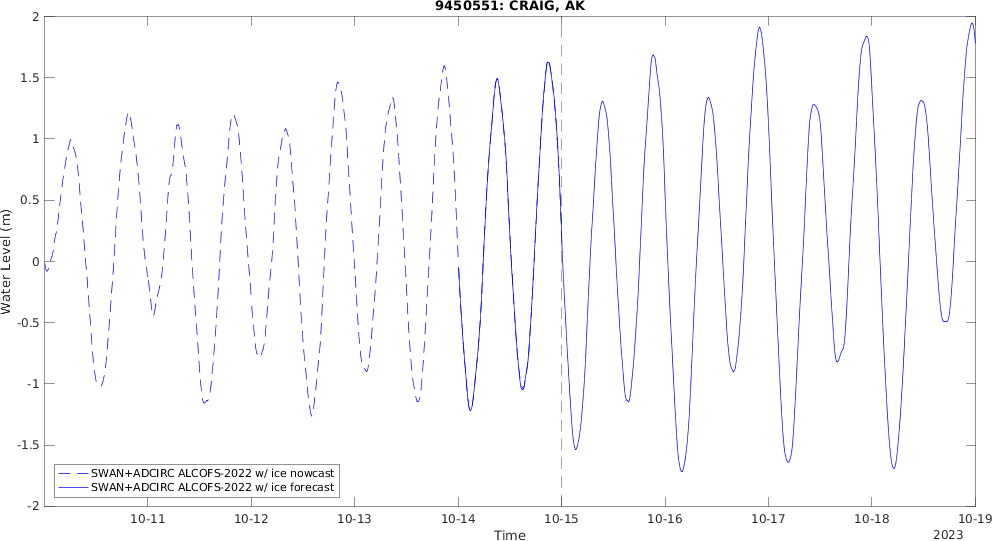 9450551: CRAIG, AK
2
1.5
1
0.5
0
-0.5
-1
-1.5
-2
Water Level (m)
SWAN+ADCIRC ALCOFS-2022 w/ ice nowcast
SWAN+ADCIRC ALCOFS-2022 w/ ice forecast
10-11 10-12 10-13 10-14 10-15 10-16 10-17 10-18 10-19
Time
2023